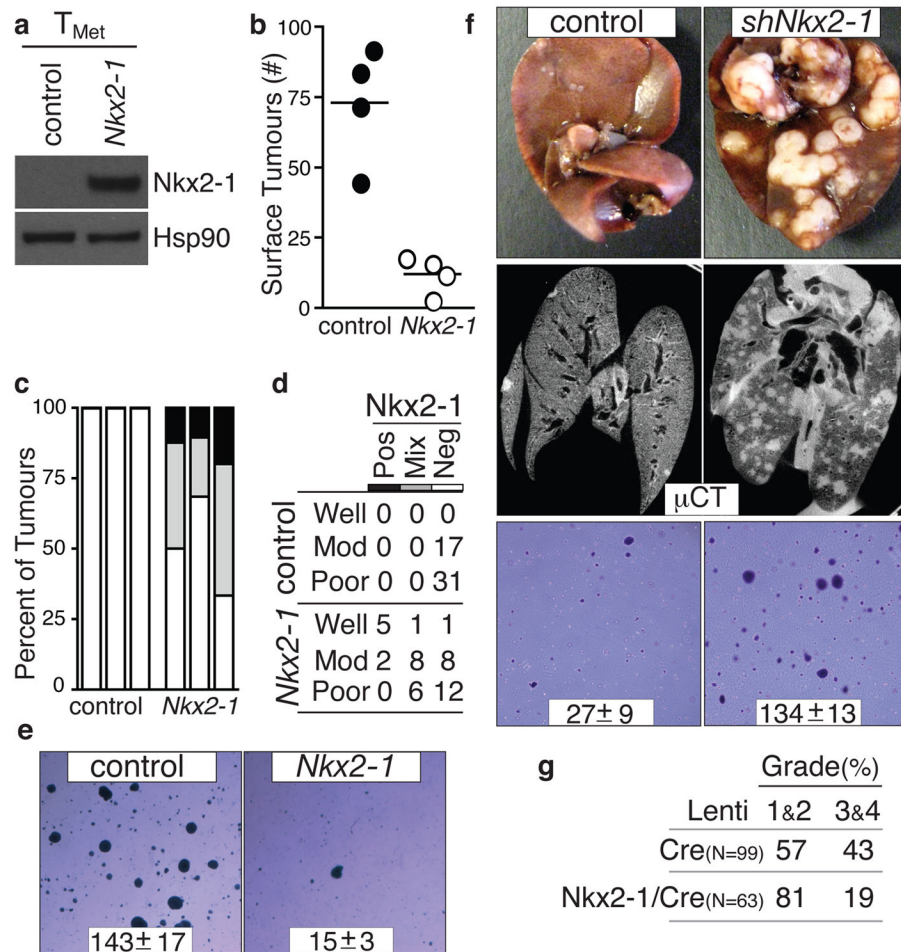 a
T_Met
control
Nkx2-1
Nkx2-1
Hsp90
b
Surface Tumours (#)
100
75
50
25
0
control Nkx2-1
c
Percent of Tumours
100
75
50
25
0
control Nkx2-1
d
Nkx2-1
Pos Mix Neg
control
Well 0 0 0
Mod 0 0 17
Poor 0 0 31
Nkx2-1
Well 5 1 1
Mod 2 8 8
Poor 0 6 12
e
control Nkx2-1
143± 17 15±3
f
control shNkx2-1
µCT
27± 9 134±13
g
Grade(%)
Lenti 1&2 3&4
Cre(N=99) 57 43
Nkx2-1/Cre(N=63) 81 19